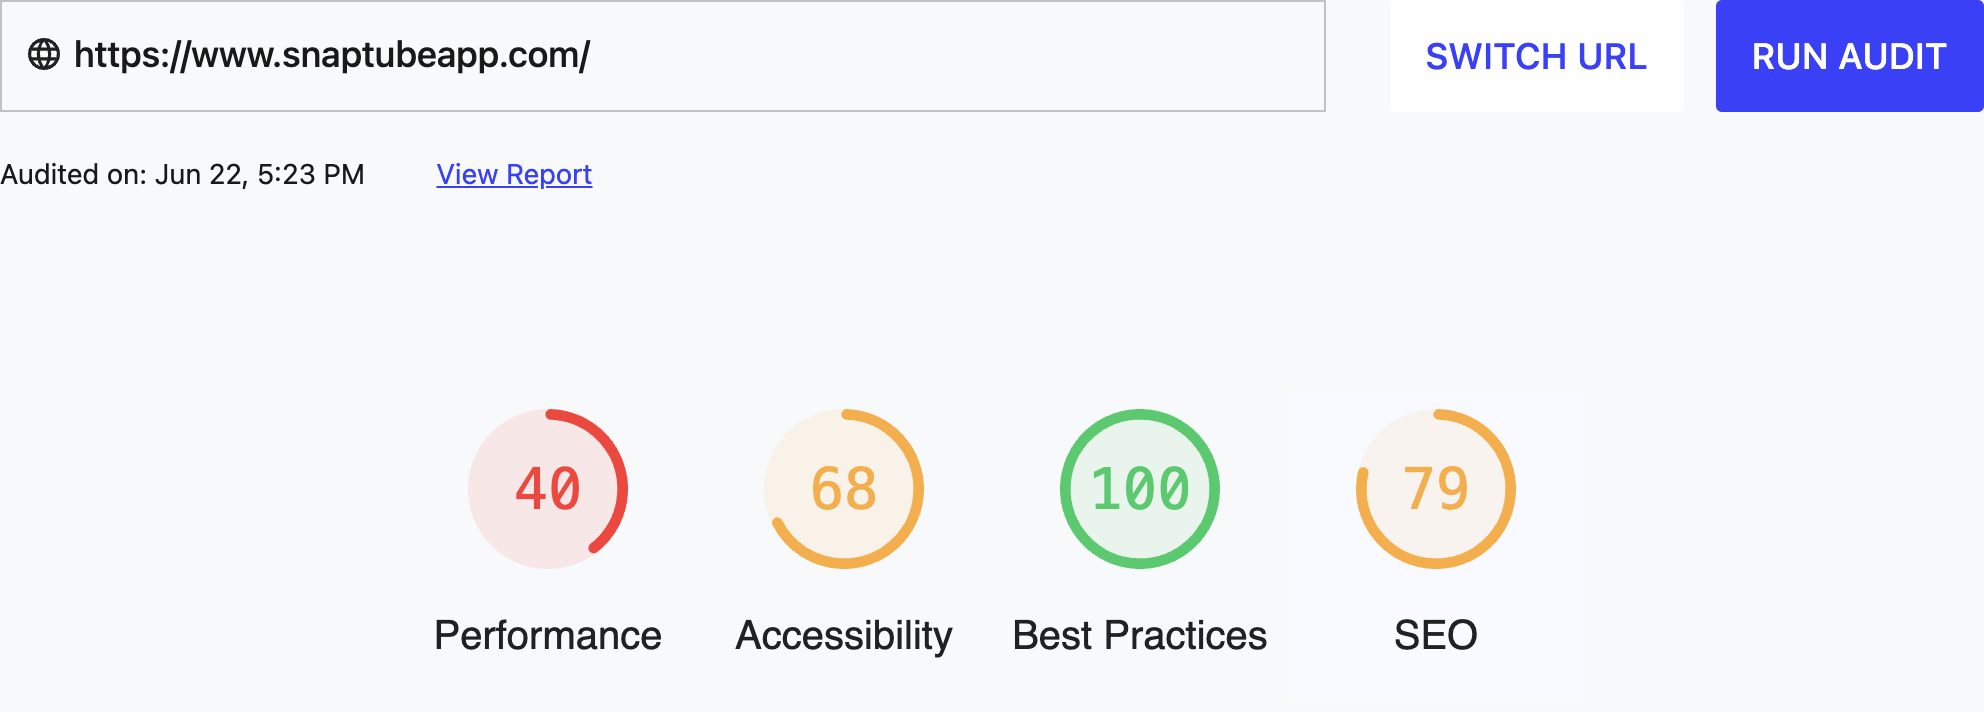 https://www.snaptubeapp.com/
SWITCH URL
RUN AUDIT
Audited on: Jun 22, 5:23 PM
View Report
40
68
100
79
Performance
Accessibility
Best Practices
SEO